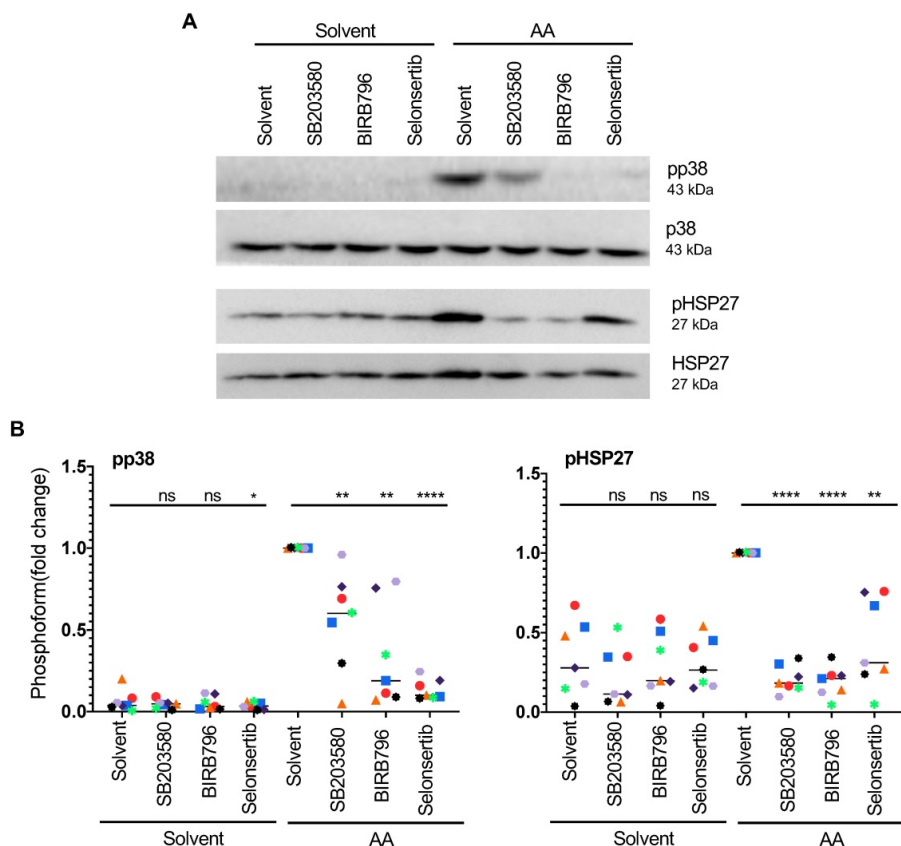 A
Solvent AA
Solvent SB203580 BIRB796 Selonsertib Solvent SB203580 BIRB796 Selonsertib
pp38
43 kDa
p38
43 kDa
pHSP27
27 kDa
HSP27
27 kDa
B
pp38
Phosphoform(fold change)
1.5
1.0
0.5
0.0
ns ns * ** ** ****
Solvent SB203580 BIRB796 Selonsertib Solvent SB203580 BIRB796 Selonsertib
Solvent AA
pHSP27
1.5
1.0
0.5
0.0
ns ns ns **** **** **
Solvent SB203580 BIRB796 Selonsertib Solvent SB203580 BIRB796 Selonsertib
Solvent AA